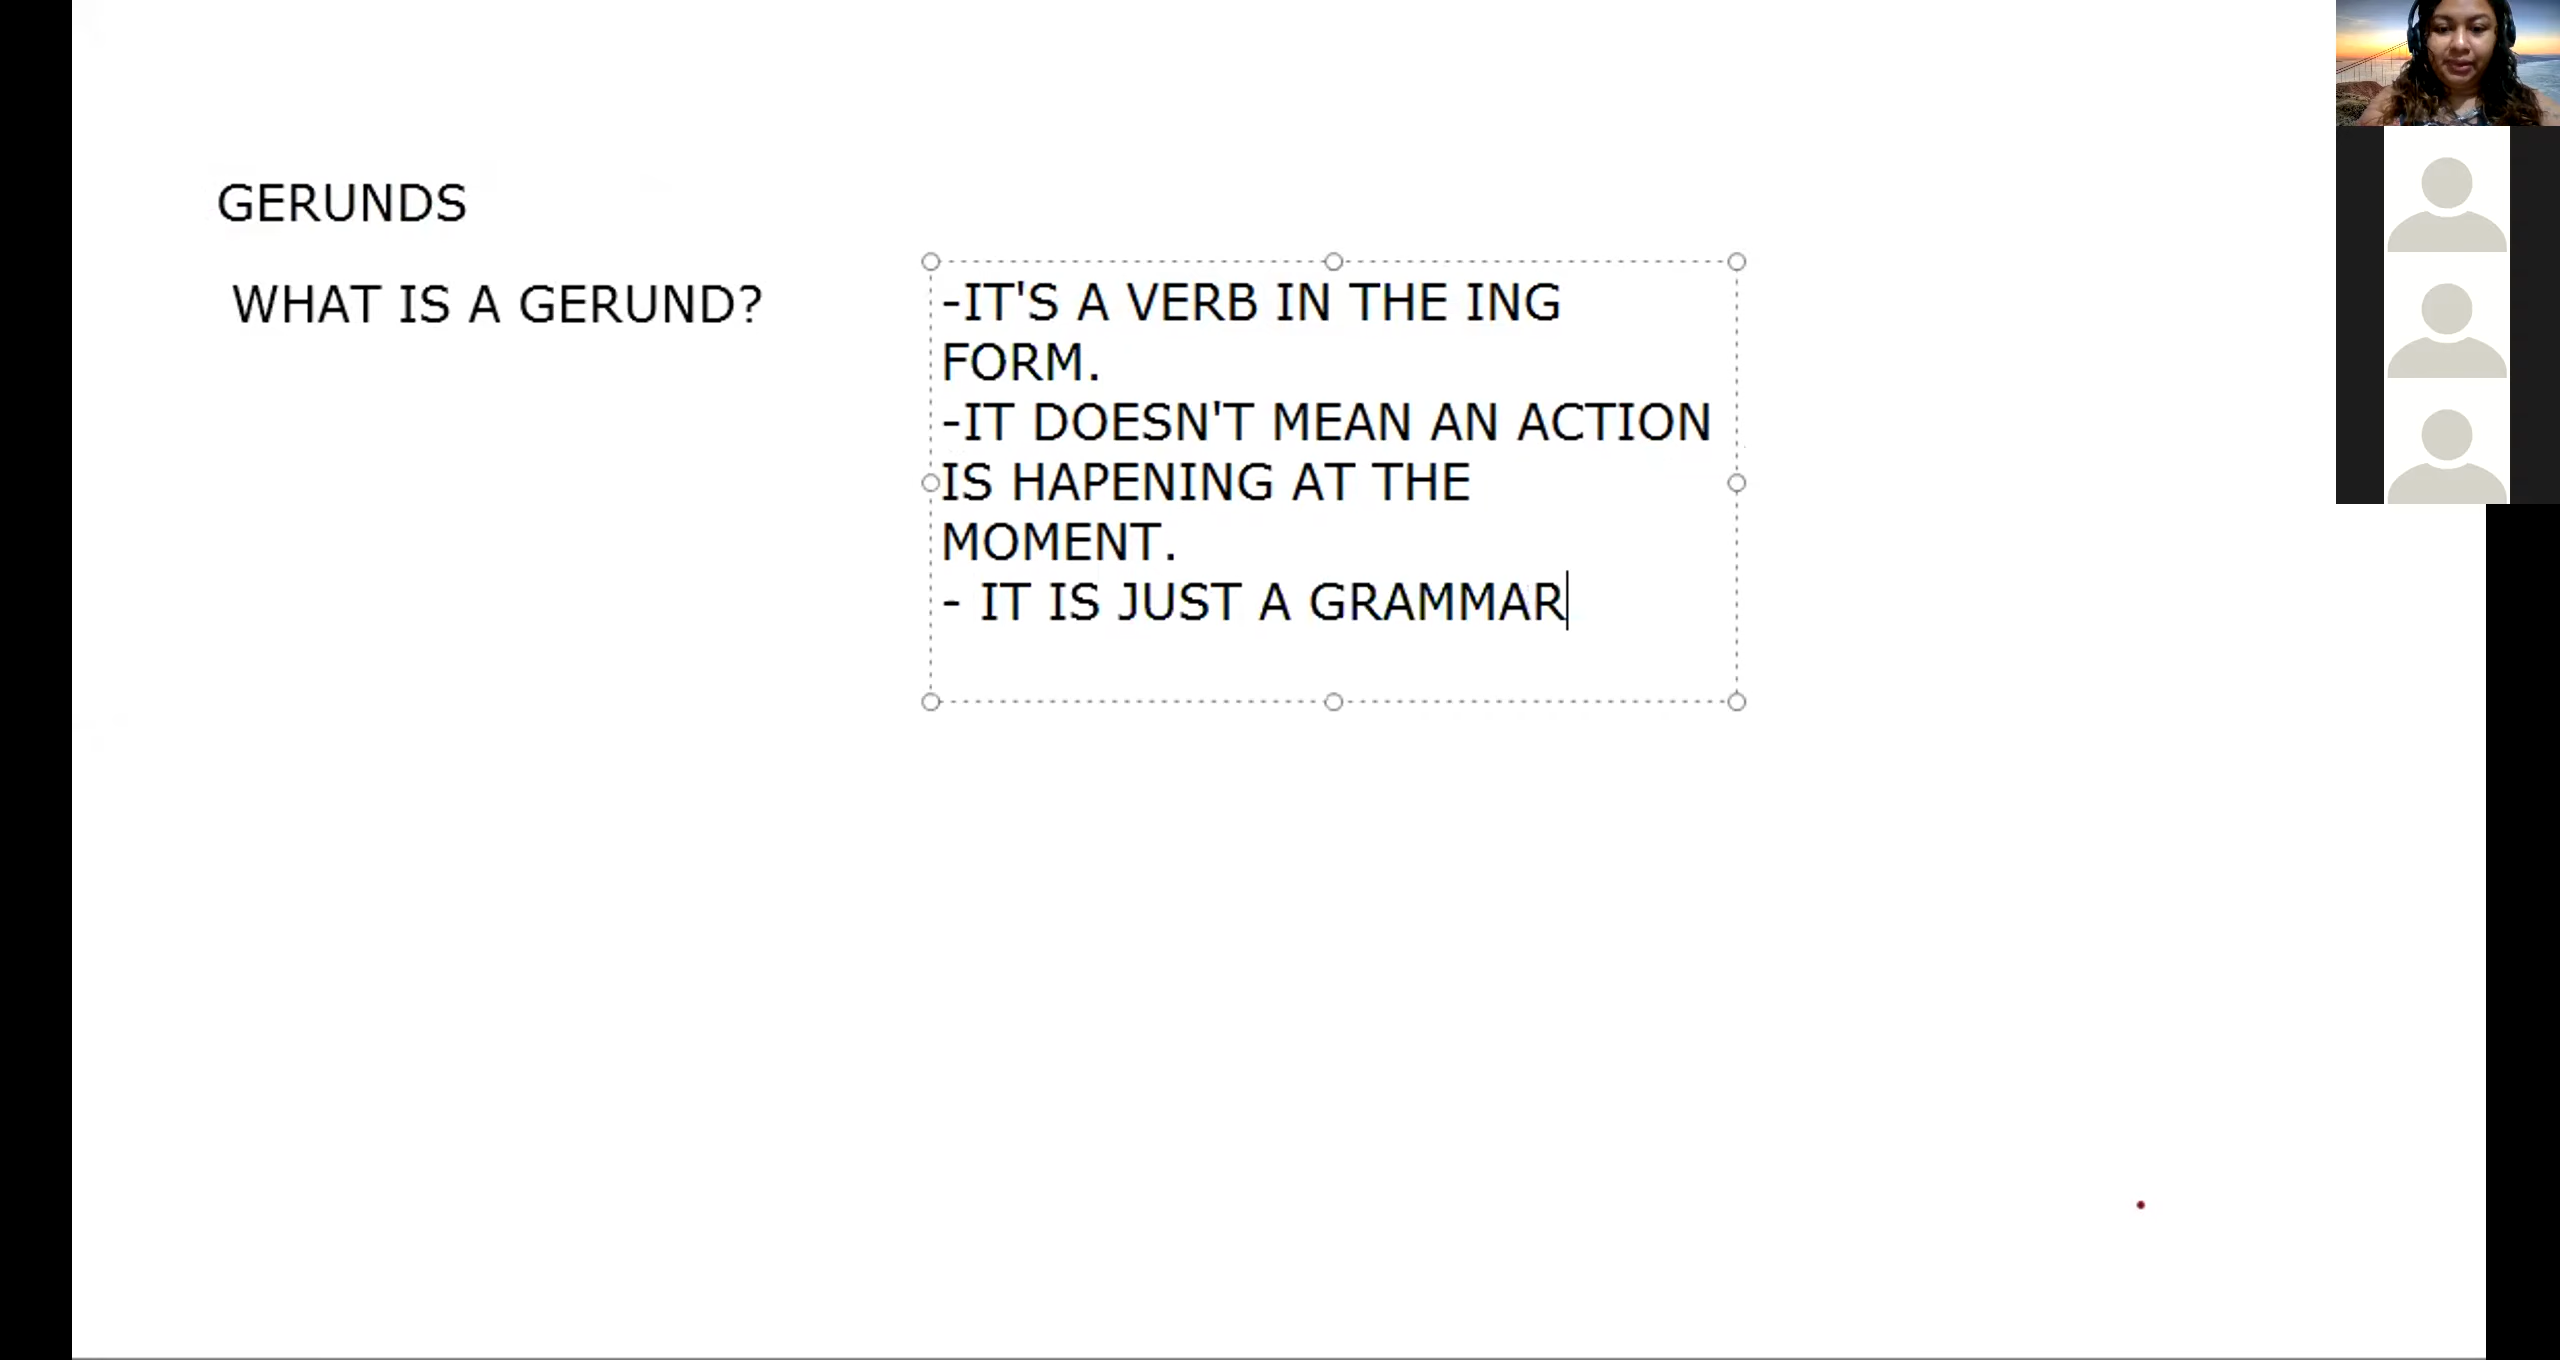 GERUNDS
WHAT IS A GERUND?
-IT'S A VERB IN THE ING
FORM.
-IT DOESN'T MEAN AN ACTION
IS HAPENING AT THE
MOMENT.
- IT IS JUST A GRAMMAR